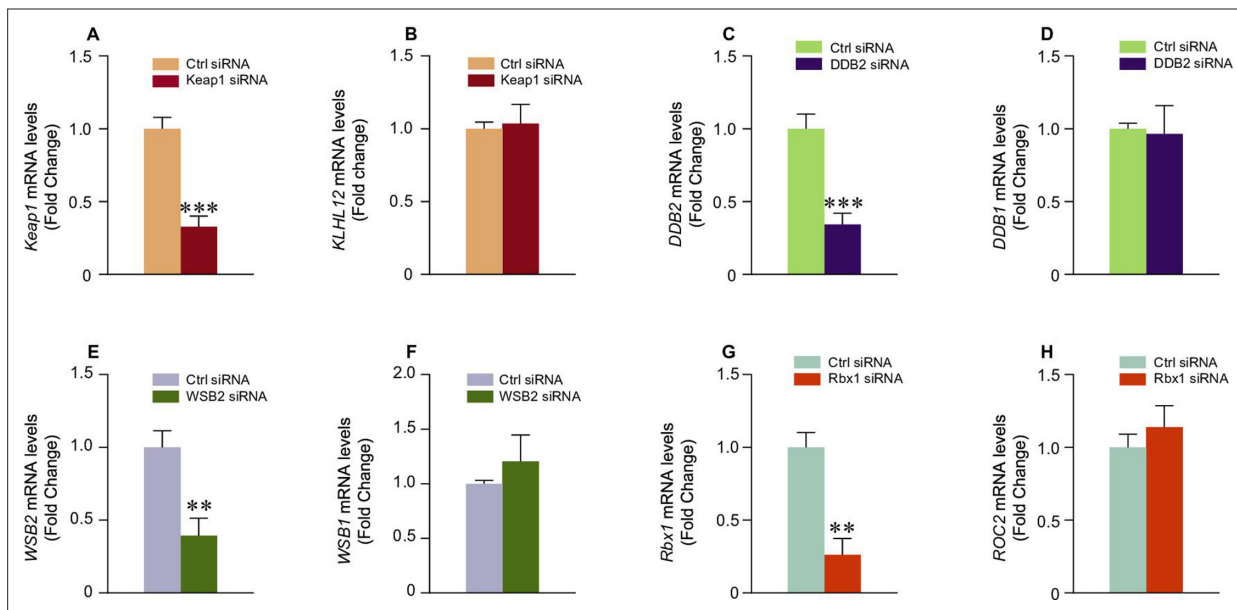 A
Keap1 mRNA levels
(Fold Change)
1.5
1.0
0.5
0
Ctrl siRNA
Keap1 siRNA
***
B
KLHL12 mRNA levels
(Fold change)
1.5
1.0
0.5
0
Ctrl siRNA
Keap1 siRNA
C
DDB2 mRNA levels
(Fold Change)
1.5
1.0
0.5
0
Ctrl siRNA
DDB2 siRNA
***
D
DDB1 mRNA levels
(Fold Change)
1.5
1.0
0.5
0
Ctrl siRNA
DDB2 siRNA
E
WSB2 mRNA levels
(Fold Change)
1.5
1.0
0.5
0
Ctrl siRNA
WSB2 siRNA
**
F
WSB1 mRNA levels
(Fold Change)
2.0
1.5
1.0
0.5
0
Ctrl siRNA
WSB2 siRNA
G
Rbx1 mRNA levels
(Fold Change)
1.5
1.0
0.5
0
Ctrl siRNA
Rbx1 siRNA
**
H
ROC2 mRNA levels
(Fold Change)
1.5
1.0
0.5
0
Ctrl siRNA
Rbx1 siRNA